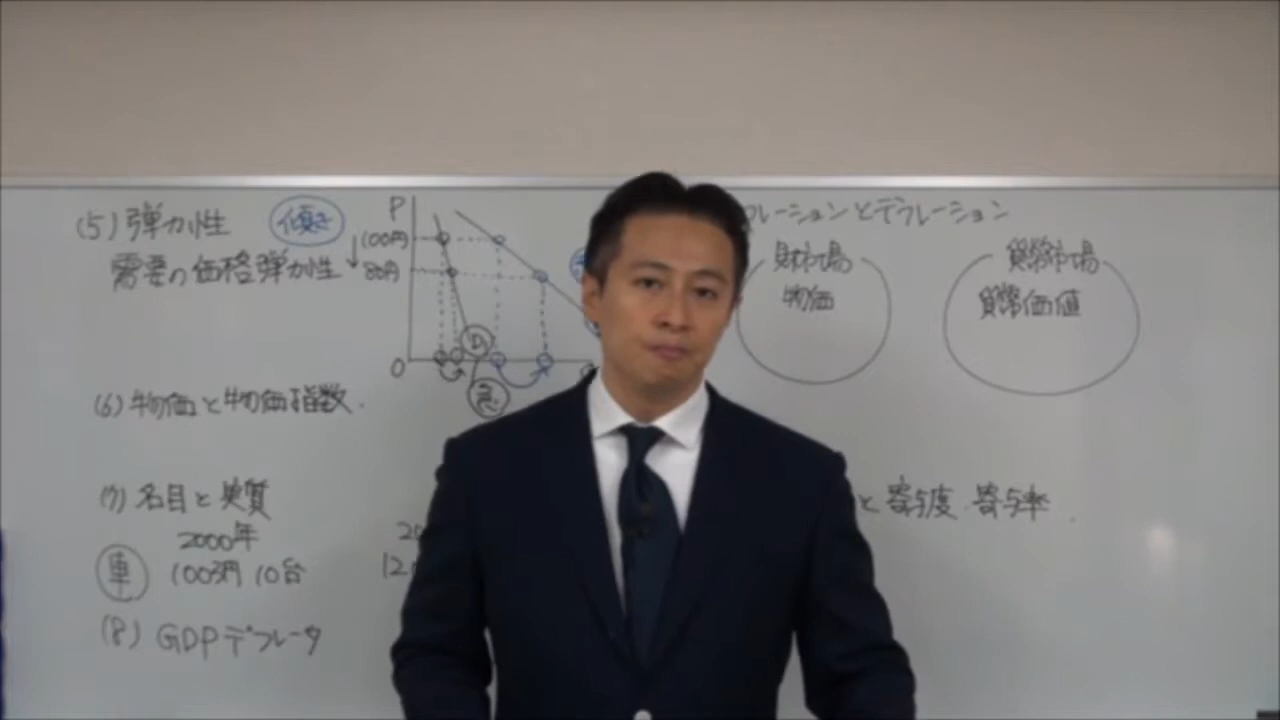 (5) 弾力性
傾き
需要の価格弾力性
P
100円
80円
O
D
急
(6) 物価と物価指数.
(7) 名目と実質
2000年
車 100万円 10台
(8) GDPデフレータ
フレーションとデフレーション
財市場
物価
貨幣市場
貨幣価値
と寄与度.寄与率.